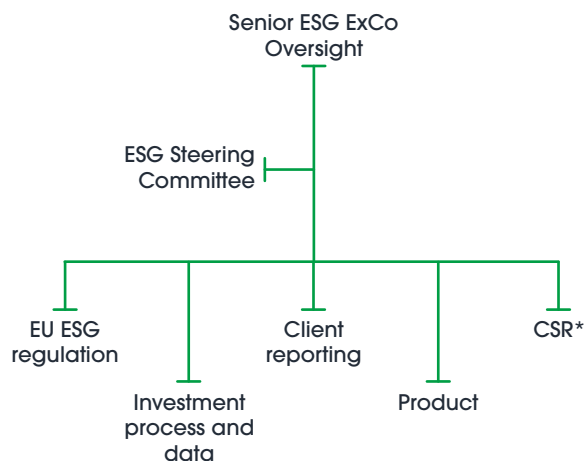 Senior ESG ExCo
Oversight
ESG Steering
Committee
EU ESG
regulation
Client
reporting
CSR*
Investment
process and
data
Product